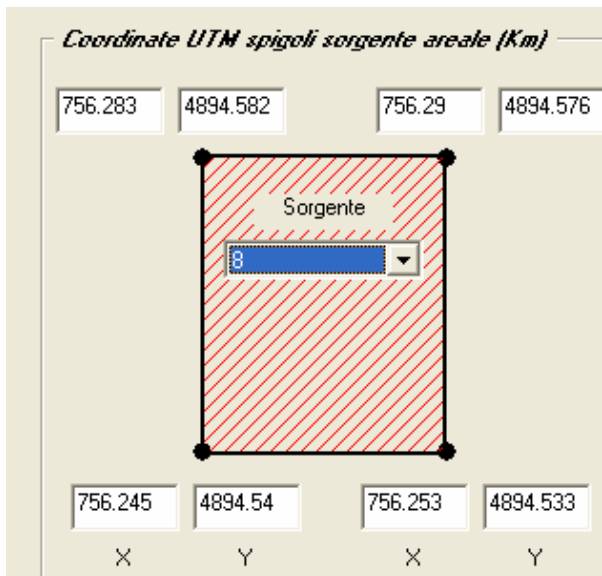 Coordinate UTM spigoli sorgente areale (Km)
756.283 4894.582 756.29 4894.576
Sorgente
8
756.245 4894.54 756.253 4894.533
X Y X Y